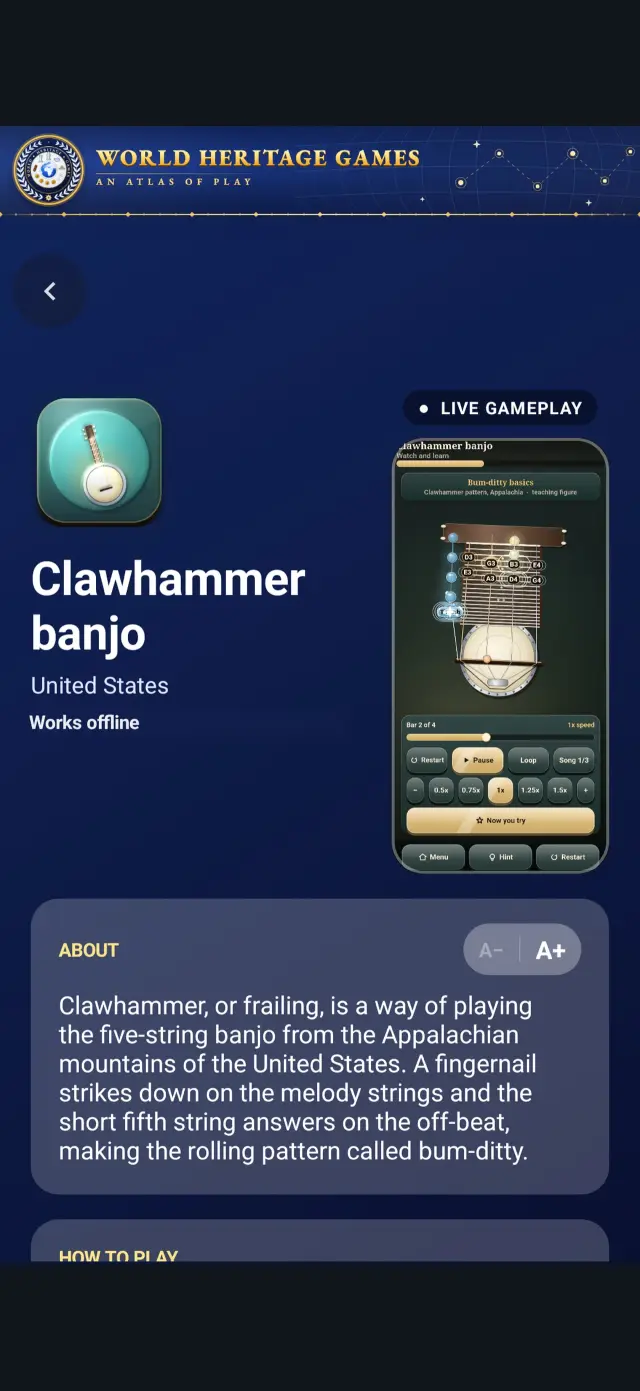 WORLD HERITAGE GAMES
AN ATLAS OF PLAY
LIVE GAMEPLAY
Clawhammer
banjo
United States
Works offline
lawhammer banjo
Watch and learn
Bum-ditty basics
Clawhammer pattern, Appalachia · teaching figure
D3
G3
B3
E4
E3
A3
D4
G4
Bar 2 of 4
1x speed
Restart
Pause
Loop
Song 1/3
−
0.5x
0.75x
1x
1.25x
1.5x
+
Now you try
Menu
Hint
Restart
ABOUT
A−
A+
Clawhammer, or frailing, is a way of playing
the five-string banjo from the Appalachian
mountains of the United States. A fingernail
strikes down on the melody strings and the
short fifth string answers on the off-beat,
making the rolling pattern called bum-ditty.
HOW TO PLAY